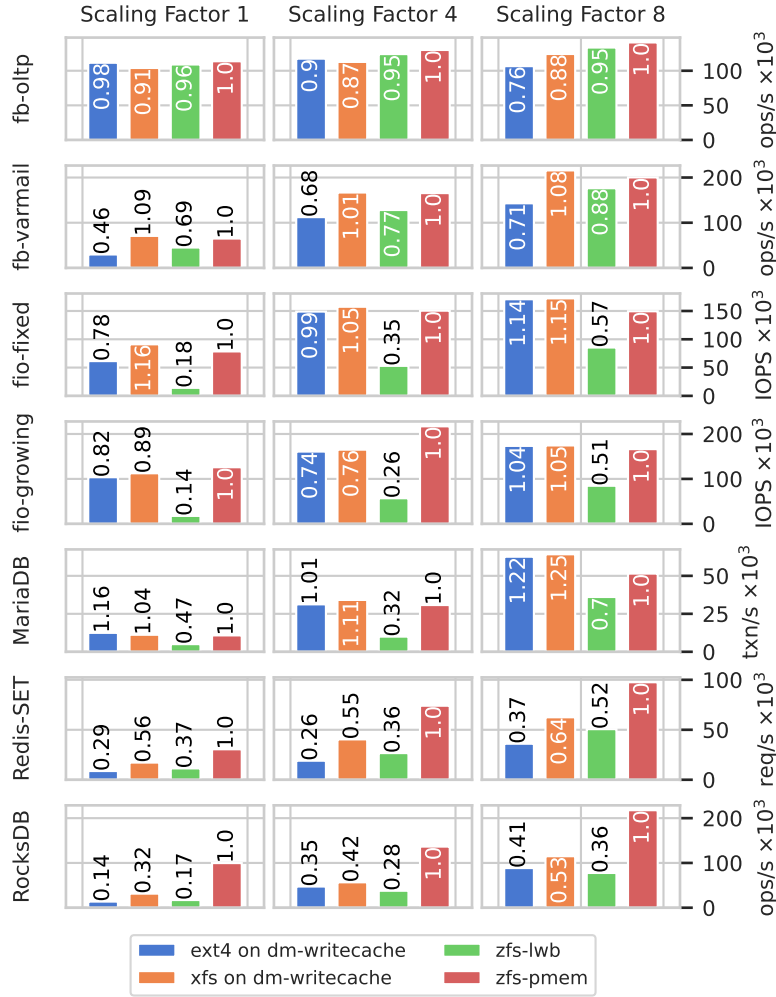 Scaling Factor 1 Scaling Factor 4 Scaling Factor 8
fb-oltp
0.98 0.91 0.96 1.0
0.9 0.87 0.95 1.0
0.76 0.88 0.95 1.0
100
50
0
ops/s ×10³
fb-varmail
0.46 1.09 0.69 1.0
0.68 1.01 0.77 1.0
0.71 1.08 0.88 1.0
200
100
0
ops/s ×10³
fio-fixed
0.78 1.16 0.18 1.0
0.99 1.05 0.35 1.0
1.14 1.15 0.57 1.0
150
100
50
0
IOPS ×10³
fio-growing
0.82 0.89 0.14 1.0
0.74 0.76 0.26 1.0
1.04 1.05 0.51 1.0
200
100
0
IOPS ×10³
MariaDB
1.16 1.04 0.47 1.0
1.01 1.11 0.32 1.0
1.22 1.25 0.7 1.0
50
25
0
txn/s ×10³
Redis-SET
0.29 0.56 0.37 1.0
0.26 0.55 0.36 1.0
0.37 0.64 0.52 1.0
100
50
0
req/s ×10³
RocksDB
0.14 0.32 0.17 1.0
0.35 0.42 0.28 1.0
0.41 0.53 0.36 1.0
200
100
0
ops/s ×10³
ext4 on dm-writecache
xfs on dm-writecache
zfs-lwb
zfs-pmem